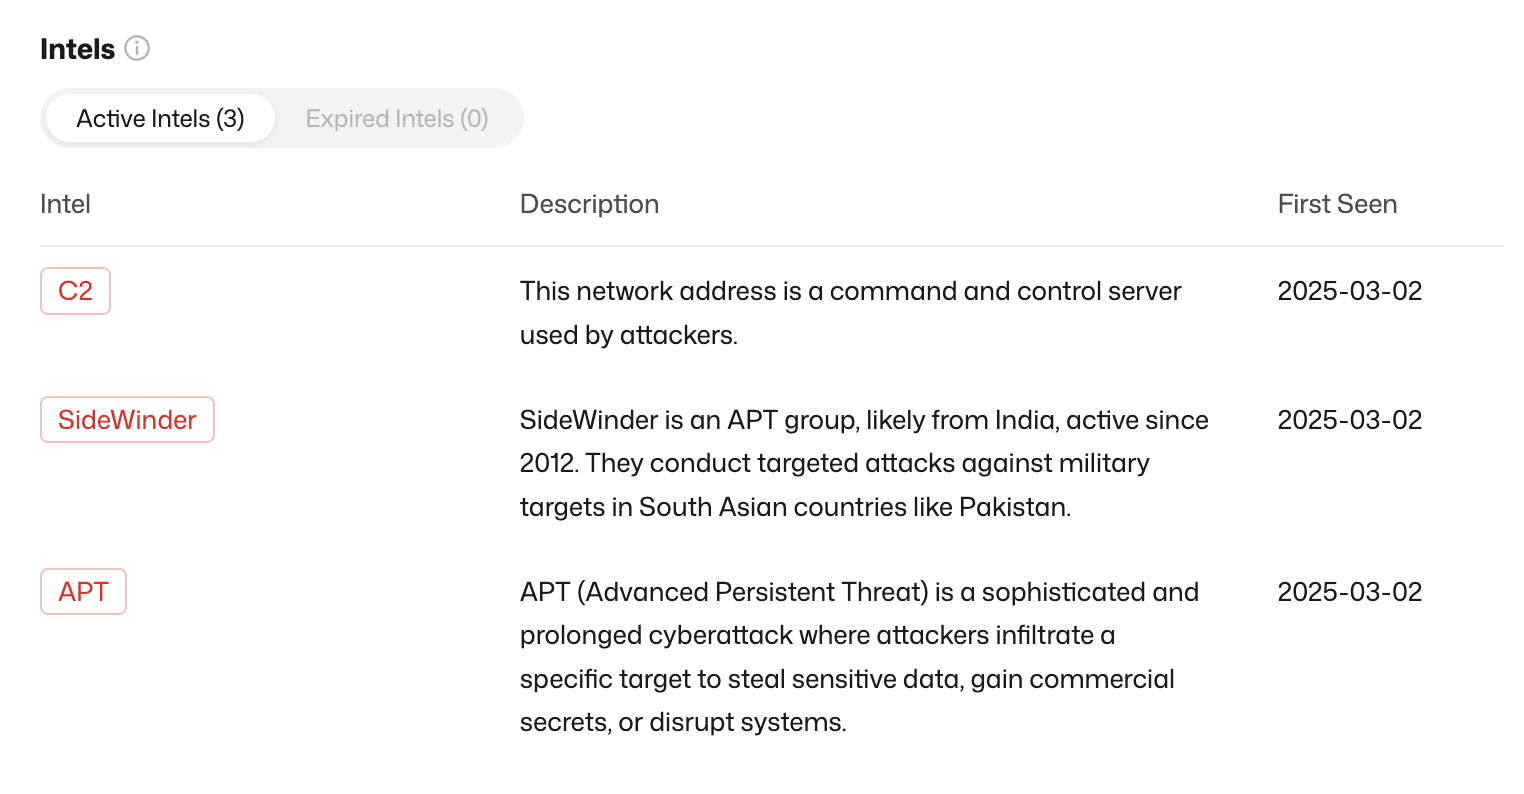 Intels
Active Intels (3) Expired Intels (0)
Intel Description First Seen
C2 This network address is a command and control server 2025-03-02
used by attackers.
SideWinder SideWinder is an APT group, likely from India, active since 2025-03-02
2012. They conduct targeted attacks against military
targets in South Asian countries like Pakistan.
APT APT (Advanced Persistent Threat) is a sophisticated and 2025-03-02
prolonged cyberattack where attackers infiltrate a
specific target to steal sensitive data, gain commercial
secrets, or disrupt systems.